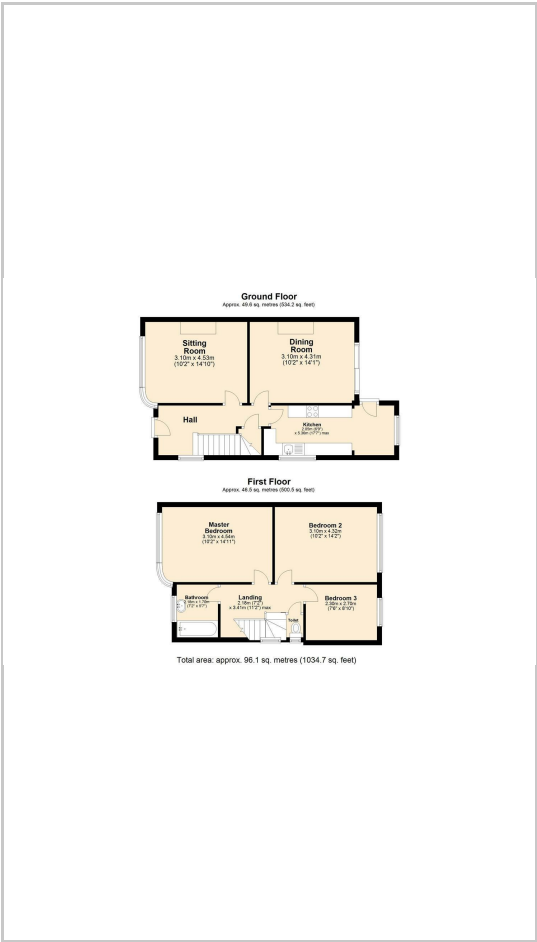 Ground Floor
Approx. 49.6 sq. metres (534.2 sq. feet)
Sitting
Room
3.10m x 4.53m
(10'2" x 14'10")
Dining
Room
3.10m x 4.31m
(10'2" x 14'1")
Hall
Kitchen
First Floor
Approx. 46.5 sq. metres (500.5 sq. feet)
Master
Bedroom
3.10m x 4.54m
(10'2" x 14'11")
Bedroom 2
3.10m x 4.32m
(10'2" x 14'2")
Bathroom
Landing
2.18m (7'2")
x 3.41m (11'2") max
Toilet
Bedroom 3
2.30m x 2.70m
(7'6" x 8'10")
Total area: approx. 96.1 sq. metres (1034.7 sq. feet)